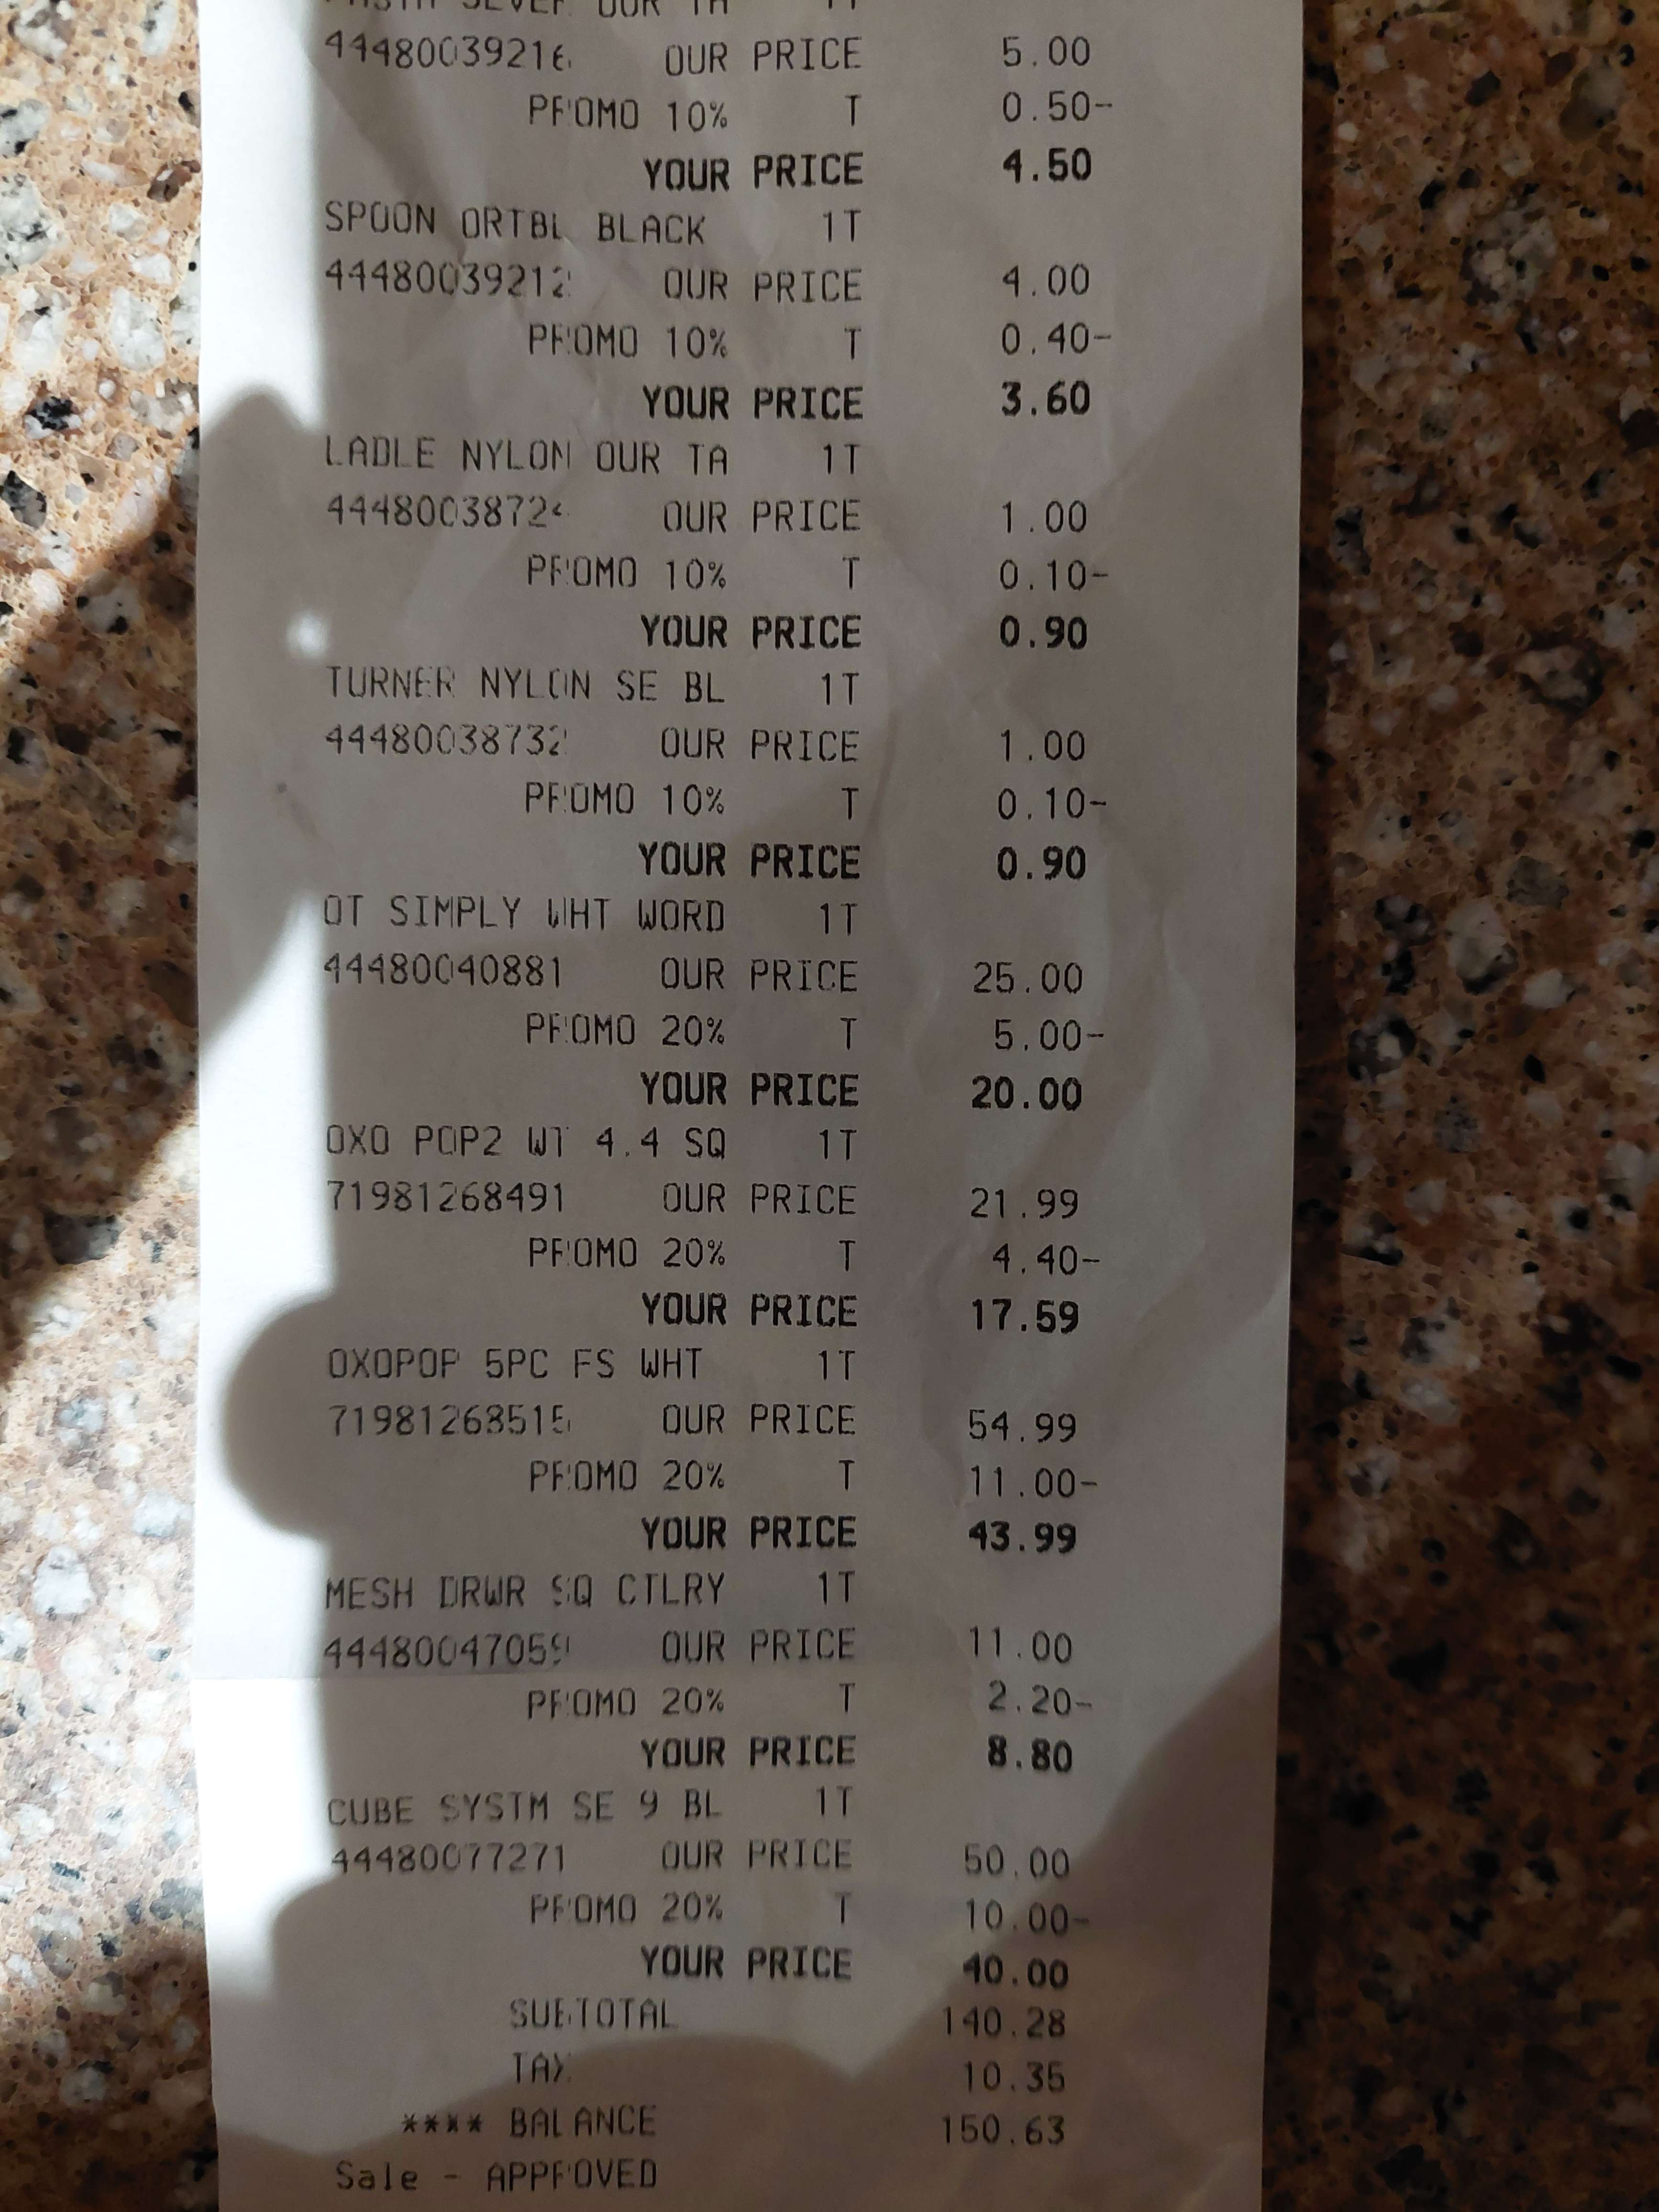 OUR TA 1T
44480039216 OUR PRICE 5.00
PROMO 10% T 0.50-
YOUR PRICE 4.50
SPOON ORTBL BLACK 1T
44480039212 OUR PRICE 4.00
PROMO 10% T 0.40-
YOUR PRICE 3.60
LADLE NYLON OUR TA 1T
44480038724 OUR PRICE 1.00
PROMO 10% T 0.10-
YOUR PRICE 0.90
TURNER NYLON SE BL 1T
44480038732 OUR PRICE 1.00
PROMO 10% T 0.10-
YOUR PRICE 0.90
OT SIMPLY WHT WORD 1T
44480040881 OUR PRICE 25.00
PROMO 20% T 5.00-
YOUR PRICE 20.00
OXO POP2 WT 4.4 SQ 1T
71981268491 OUR PRICE 21.99
PROMO 20% T 4.40-
YOUR PRICE 17.59
OXOPOP 5PC FS WHT 1T
71981268515 OUR PRICE 54.99
PROMO 20% T 11.00-
YOUR PRICE 43.99
MESH DRWR SQ CTLRY 1T
44480047059 OUR PRICE 11.00
PROMO 20% T 2.20-
YOUR PRICE 8.80
CUBE SYSTM SE 9 BL 1T
44480077271 OUR PRICE 50.00
PROMO 20% T 10.00-
YOUR PRICE 40.00
SUBTOTAL 140.28
TAX 10.35
**** BALANCE 150.63
Sale - APPROVED